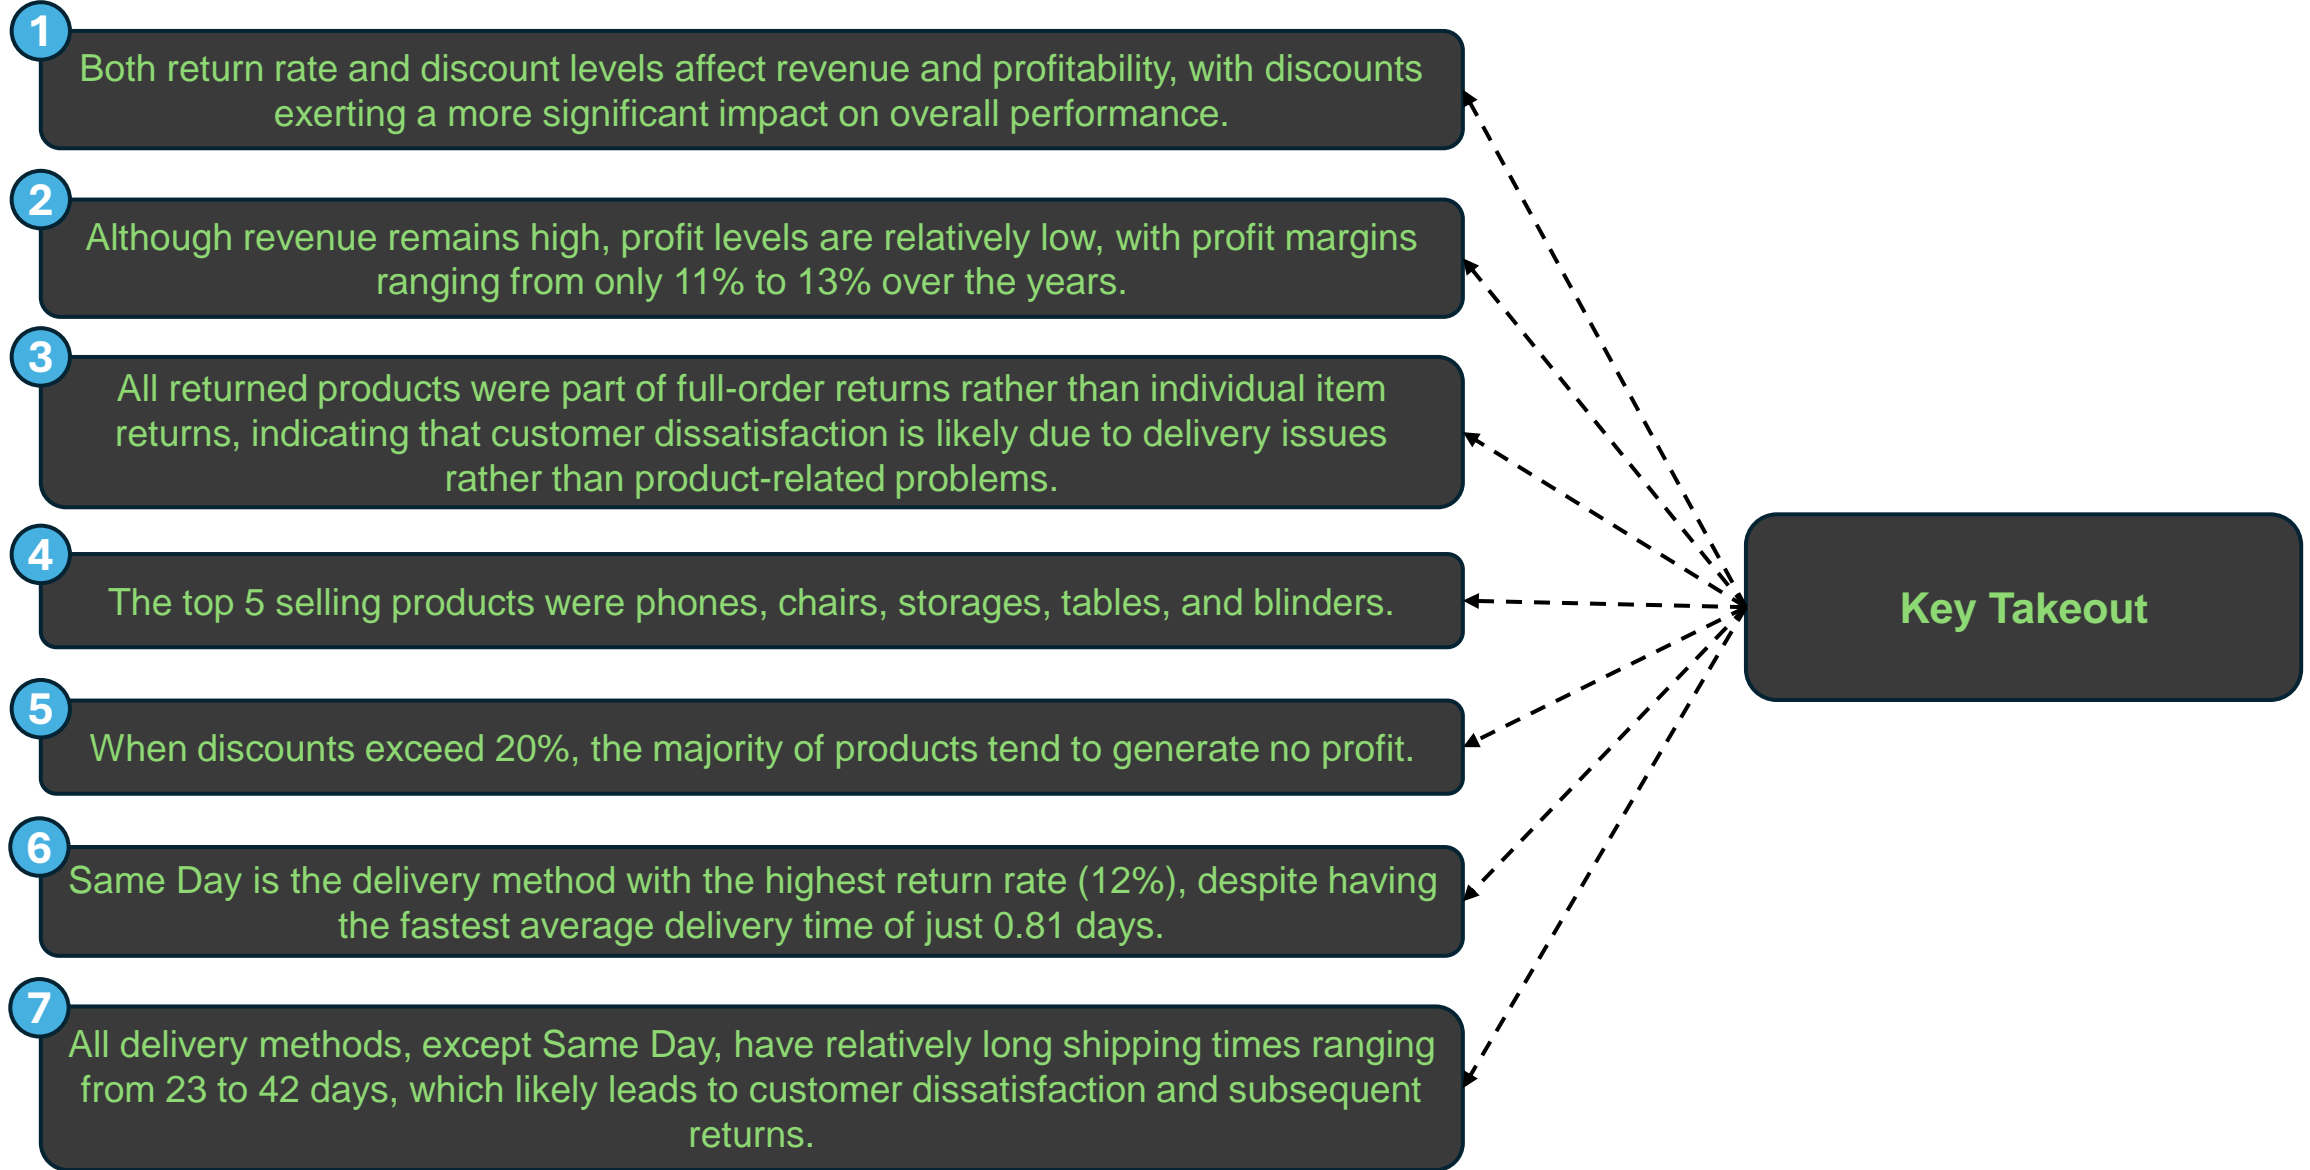 1
Both return rate and discount levels affect revenue and profitability, with discounts
exerting a more significant impact on overall performance.
2
Although revenue remains high, profit levels are relatively low, with profit margins
ranging from only 11% to 13% over the years.
3
All returned products were part of full-order returns rather than individual item
returns, indicating that customer dissatisfaction is likely due to delivery issues
rather than product-related problems.
4
The top 5 selling products were phones, chairs, storages, tables, and blinders.
5
When discounts exceed 20%, the majority of products tend to generate no profit.
6
Same Day is the delivery method with the highest return rate (12%), despite having
the fastest average delivery time of just 0.81 days.
7
All delivery methods, except Same Day, have relatively long shipping times ranging
from 23 to 42 days, which likely leads to customer dissatisfaction and subsequent
returns.
Key Takeout